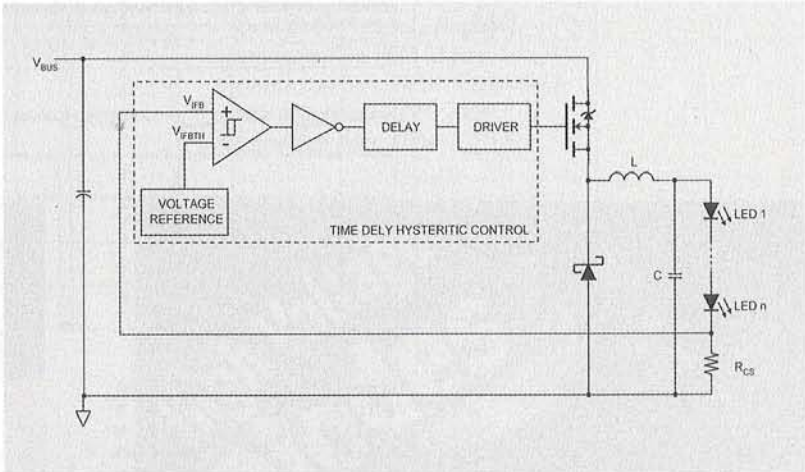 VBUS
VIFB
+
VIFBTH
-
DELAY
DRIVER
VOLTAGE
REFERENCE
TIME DELY HYSTERITIC CONTROL
L
LED 1
C
LED n
RCS